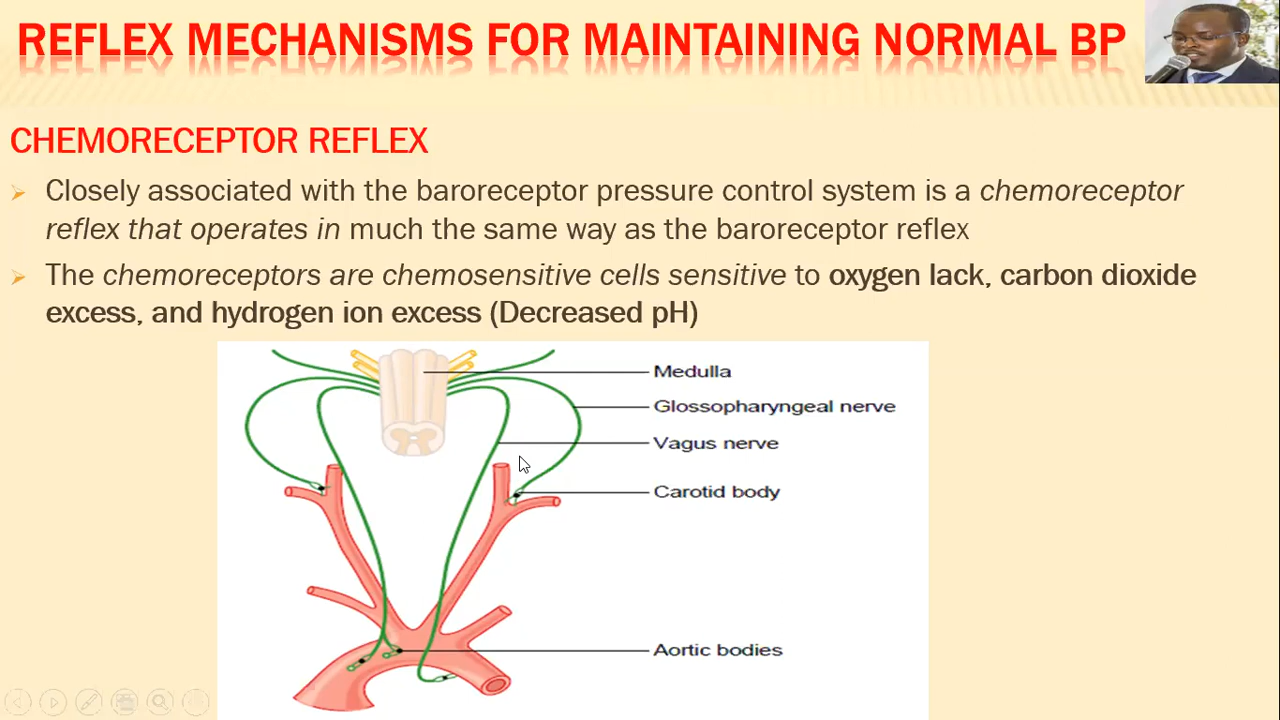 REFLEX MECHANISMS FOR MAINTAINING NORMAL BP
CHEMORECEPTOR REFLEX
Closely associated with the baroreceptor pressure control system is a chemoreceptor
reflex that operates in much the same way as the baroreceptor reflex
The chemoreceptors are chemosensitive cells sensitive to oxygen lack, carbon dioxide
excess, and hydrogen ion excess (Decreased pH)
Medulla
Glossopharyngeal nerve
Vagus nerve
Carotid body
Aortic bodies